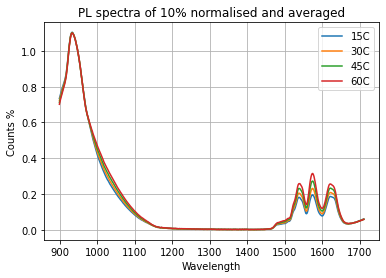 PL spectra of 10% normalised and averaged
15C
30C
45C
60C
Counts %
1.0
0.8
0.6
0.4
0.2
0.0
900 1000 1100 1200 1300 1400 1500 1600 1700
Wavelength